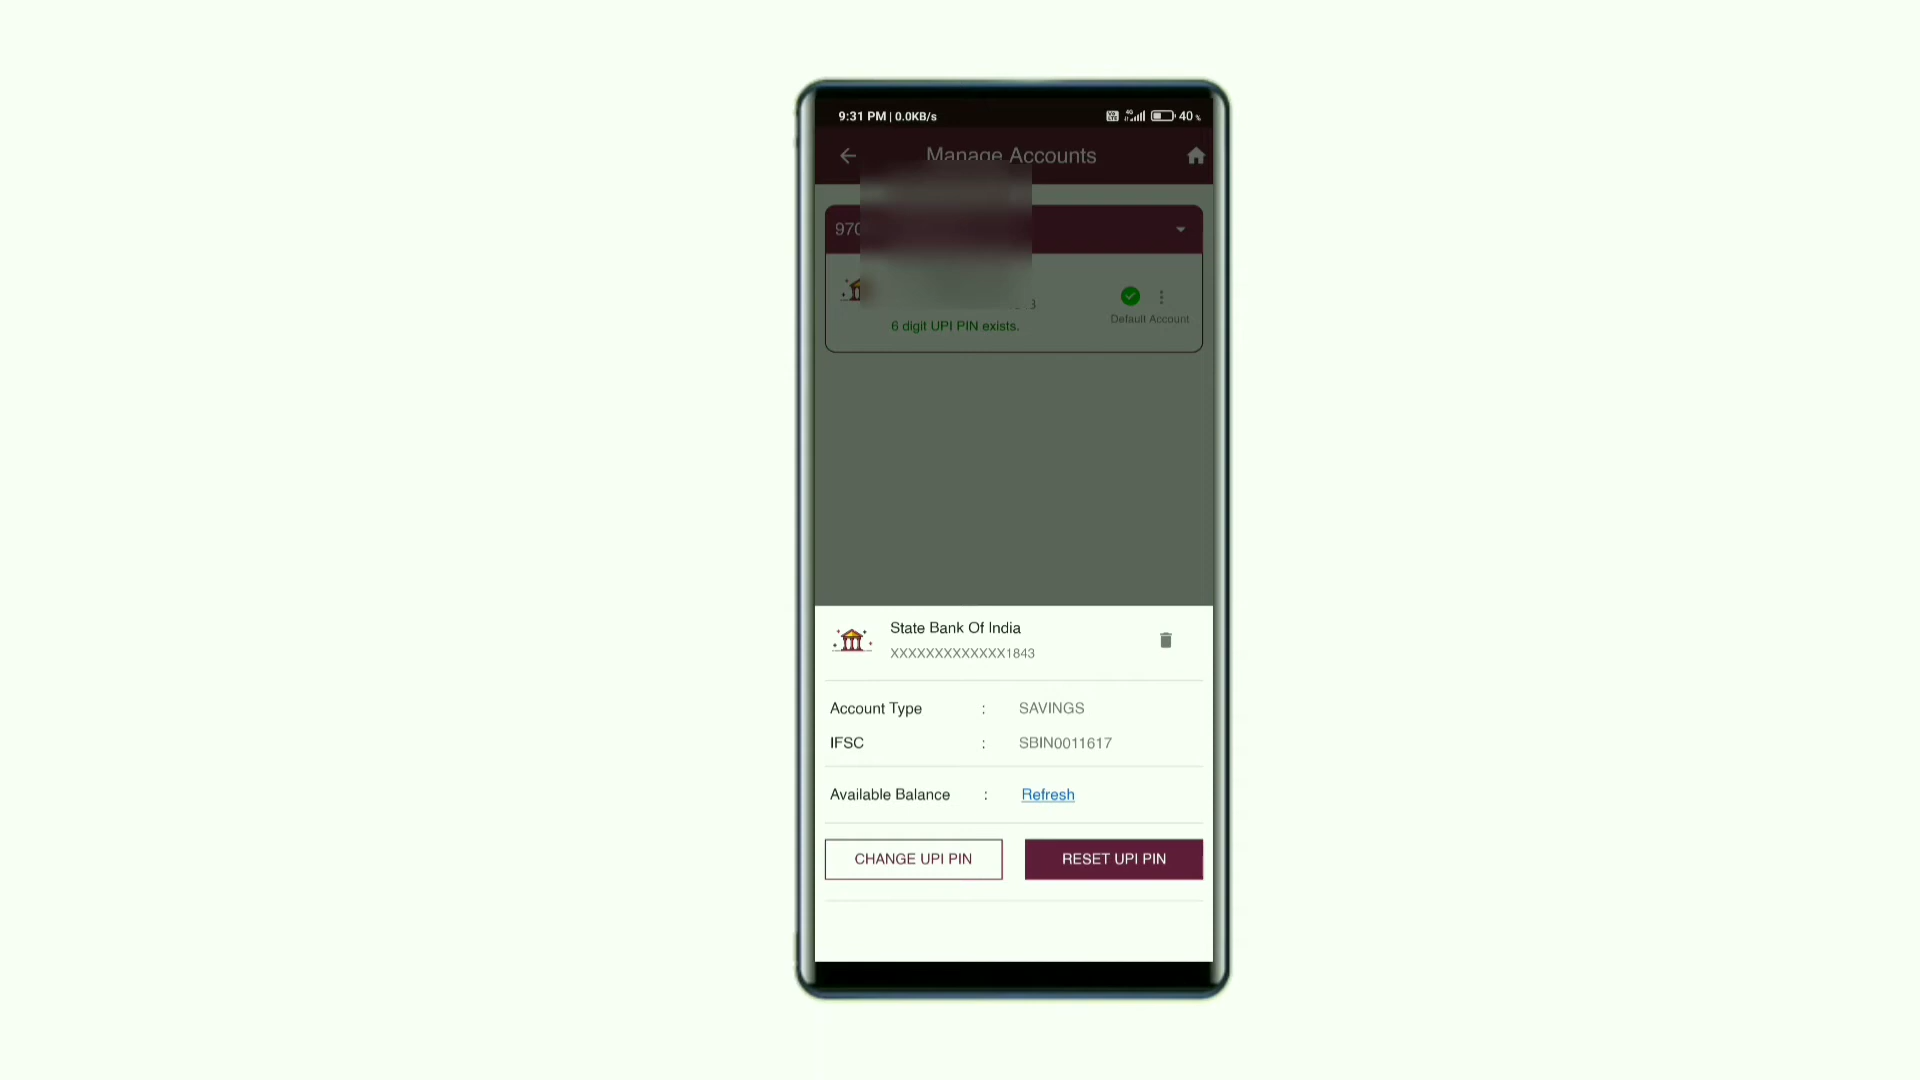 9:31 PM | 0.0KB/s
40 %
Manage Accounts
970
6 digit UPI PIN exists.
Default Account
State Bank Of India
XXXXXXXXXXXXX1843
Account Type : SAVINGS
IFSC : SBIN0011617
Available Balance : Refresh
CHANGE UPI PIN
RESET UPI PIN